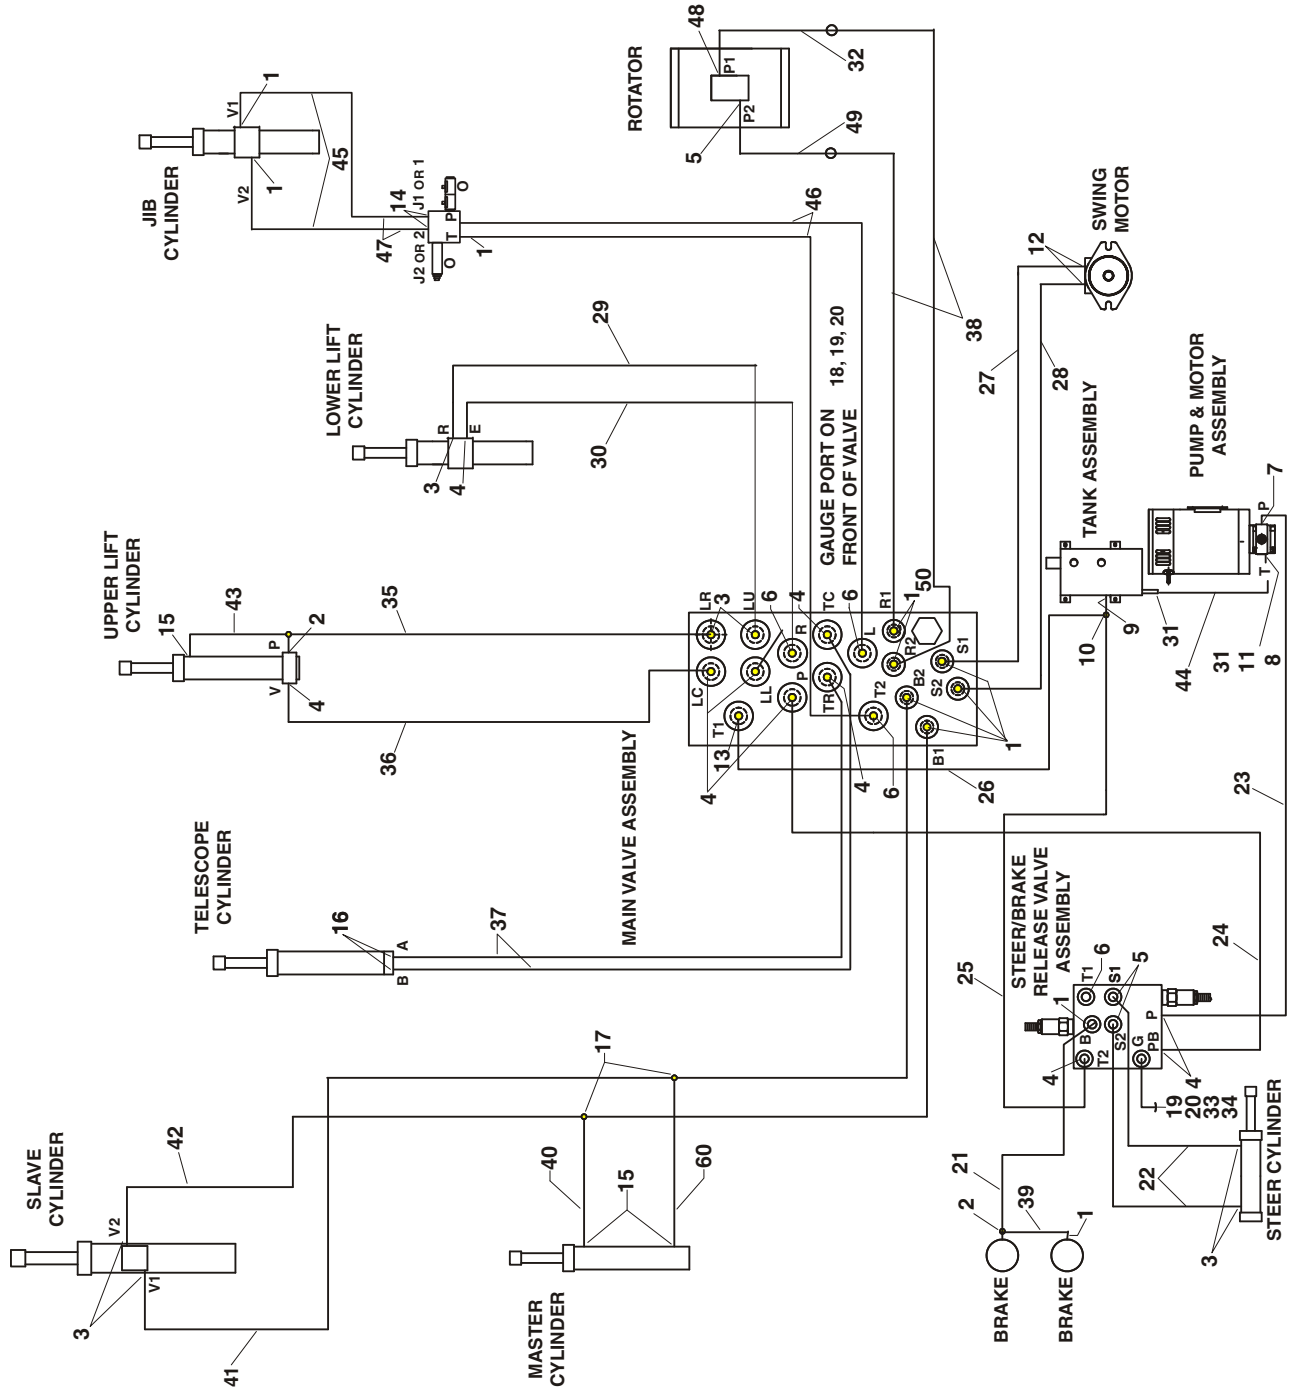 48
P1
ROTATOR
32
P2
5
49
1
V1
JIB
CYLINDER
V2
1
45
14
J1 OR 1
O
P
T
47
J2 OR 2
O
1
46
SWING
MOTOR
12
38
27
28
LOWER LIFT
CYLINDER
29
R
E
3
4
30
GAUGE PORT ON
FRONT OF VALVE
18, 19, 20
TANK ASSEMBLY
PUMP & MOTOR
ASSEMBLY
7
P
T
10
9
31
44
31
11
8
UPPER LIFT
CYLINDER
15
43
P
2
V
4
35
36
LR
3
LU
6
R
4
TC
6
L
R1
1
50
R2
S1
LC
LL
P
TR
T2
B2
S2
T1
13
4
4
6
B1
1
26
MAIN VALVE ASSEMBLY
TELESCOPE
CYLINDER
16
A
B
37
23
24
25
STEER/BRAKE
RELEASE VALVE
ASSEMBLY
1
T1
6
S1
5
B
S2
P
G
PB
T2
4
4
19
20
33
34
17
SLAVE
CYLINDER
42
V2
V1
3
41
40
15
60
MASTER
CYLINDER
21
2
39
1
22
3
STEER CYLINDER
BRAKE
BRAKE